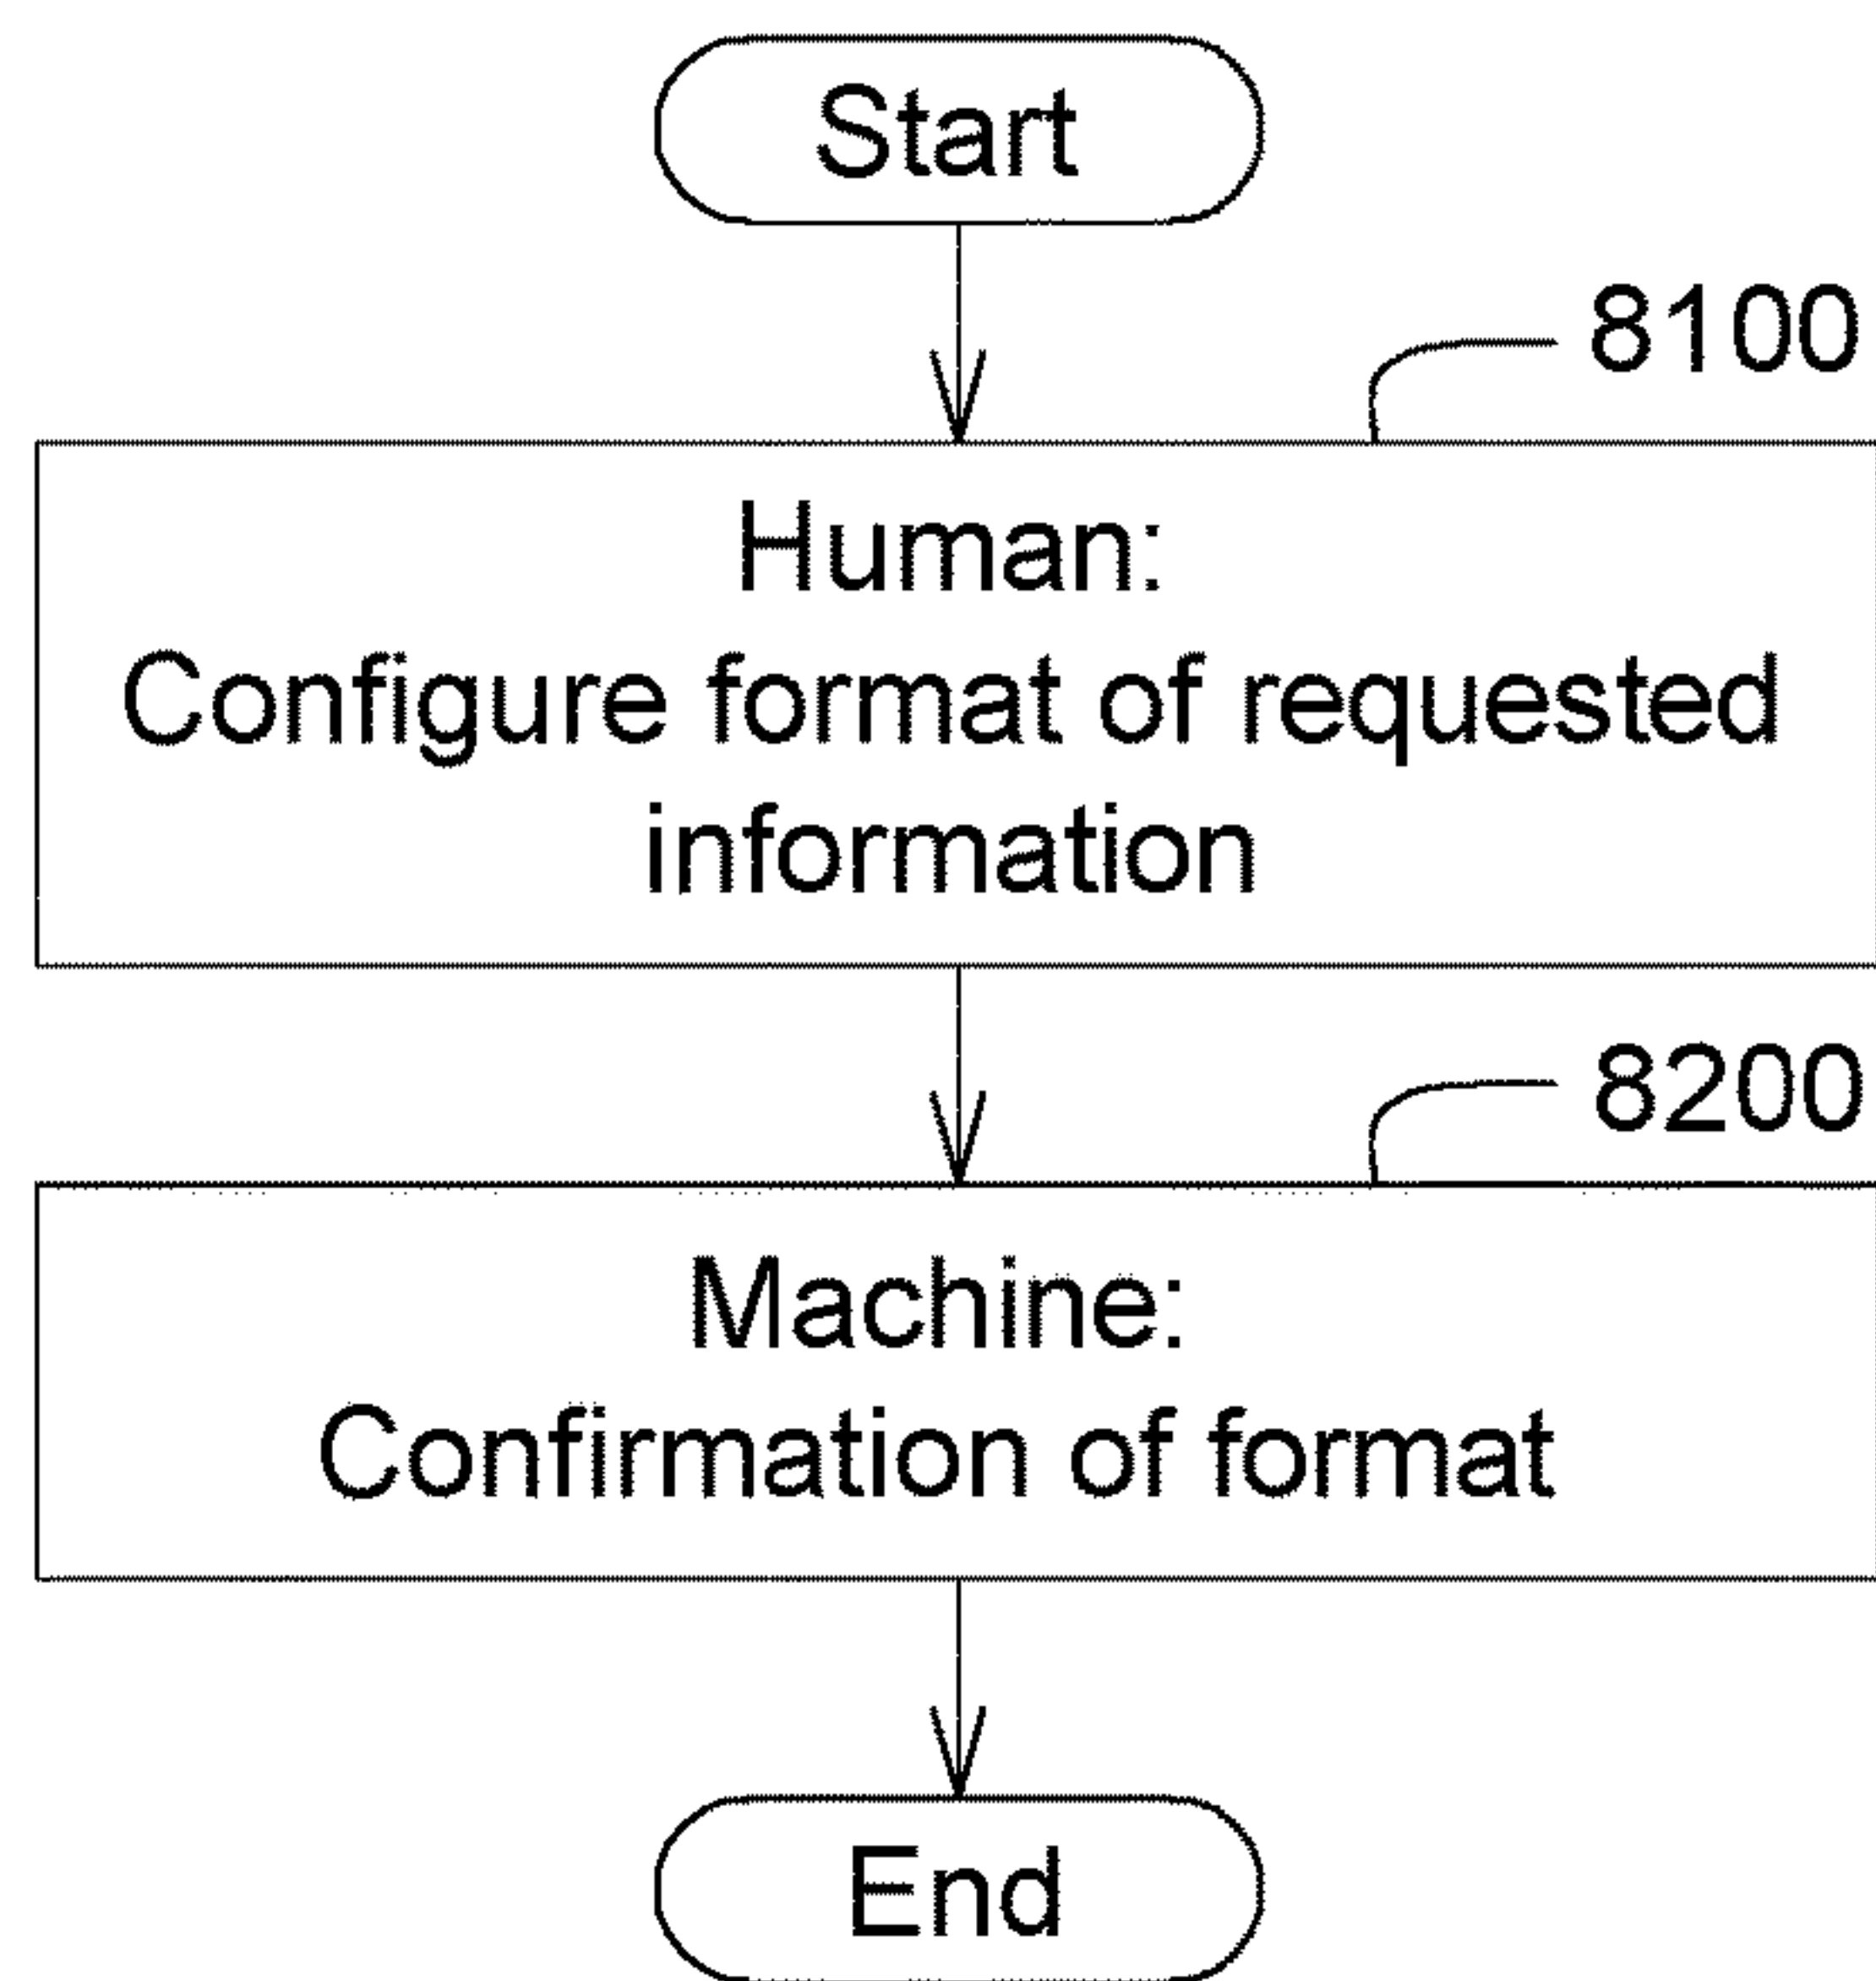 Start
8100
Human:
Configure format of requested
information
8200
Machine:
Confirmation of format
End